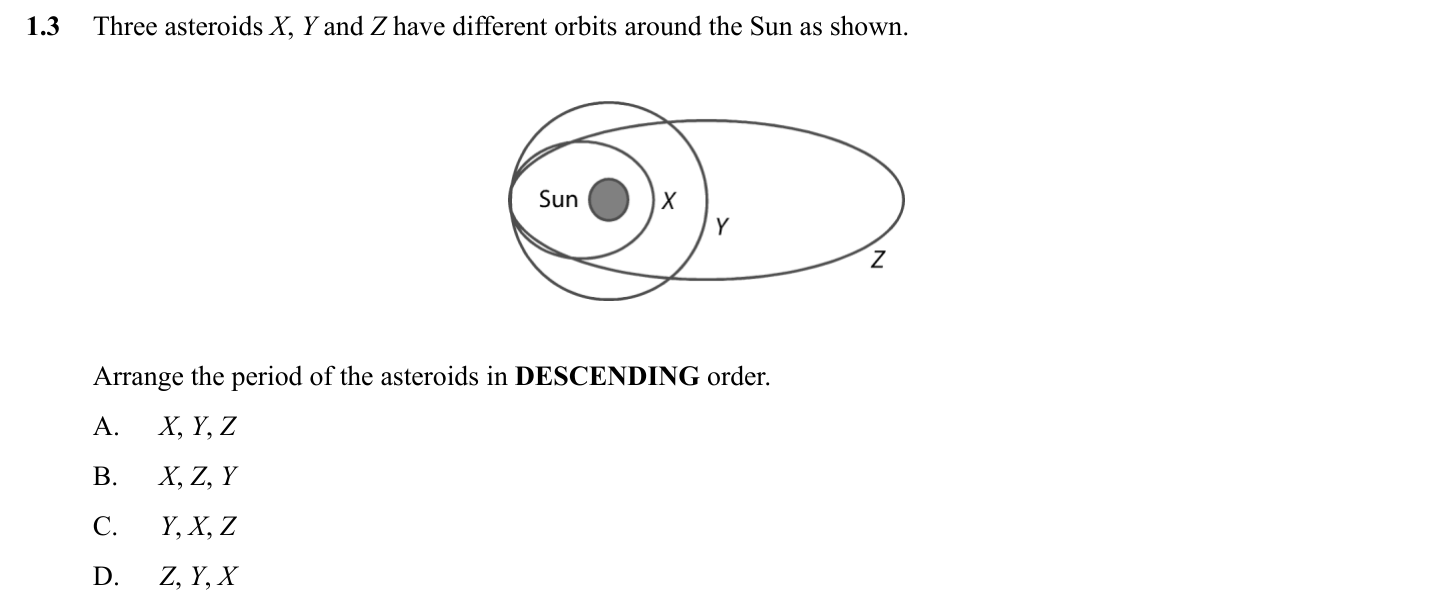 1.3 Three asteroids X, Y and Z have different orbits around the Sun as shown.
Sun
X
Y
Z
Arrange the period of the asteroids in DESCENDING order.
A. X, Y, Z
B. X, Z, Y
C. Y, X, Z
D. Z, Y, X